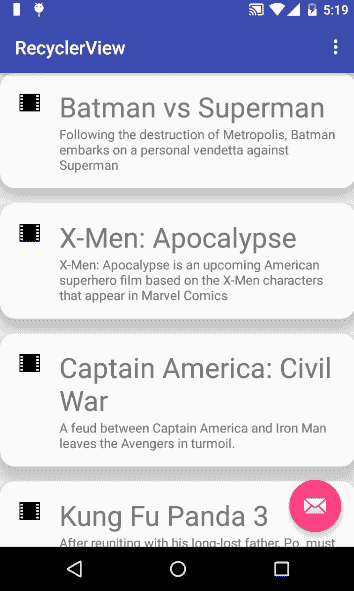 5:19
RecyclerView
Batman vs Superman
Following the destruction of Metropolis, Batman
embarks on a personal vendetta against
Superman
X-Men: Apocalypse
X-Men: Apocalypse is an upcoming American
superhero film based on the X-Men characters
that appear in Marvel Comics
Captain America: Civil
War
A feud between Captain America and Iron Man
leaves the Avengers in turmoil.
Kung Fu Panda 3
After reuniting with his long-lost father, Po, must